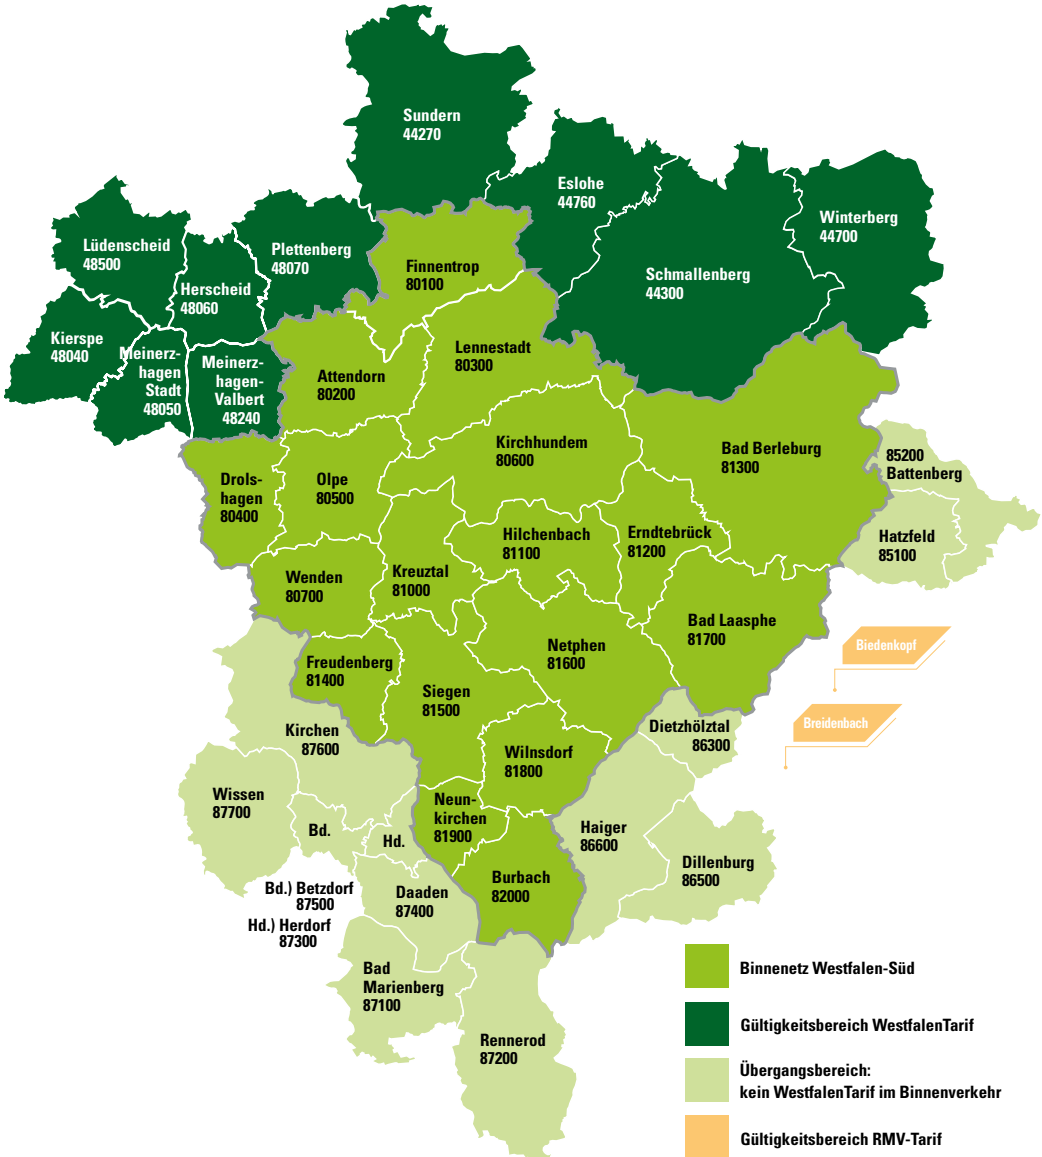 Sundern
44270
Eslohe
44760
Winterberg
44700
Lüdenscheid
48500
Plettenberg
48070
Herscheid
48060
Finnentrop
80100
Schmallenberg
44300
Kierspe
48040
Meinerz-
hagen
Stadt
48050
Meinerz-
hagen-
Valbert
48240
Attendorn
80200
Lennestadt
80300
Kirchhundem
80600
Bad Berleburg
81300
85200
Battenberg
Drols-
hagen
80400
Olpe
80500
Hilchenbach
81100
Erndtebrück
81200
Hatzfeld
85100
Wenden
80700
Kreuztal
81000
Bad Laasphe
81700
Netphen
81600
Biedenkopf
Freudenberg
81400
Siegen
81500
Breidenbach
Dietzhölztal
86300
Kirchen
87600
Wilnsdorf
81800
Wissen
87700
Neun-
kirchen
81900
Bd.
Hd.
Haiger
86600
Dillenburg
86500
Burbach
82000
Bd.) Betzdorf
87500
Hd.) Herdorf
87300
Daaden
87400
Bad
Marienberg
87100
Rennerod
87200
Binnenetz Westfalen-Süd
Gültigkeitsbereich WestfalenTarif
Übergangsbereich:
kein WestfalenTarif im Binnenverkehr
Gültigkeitsbereich RMV-Tarif